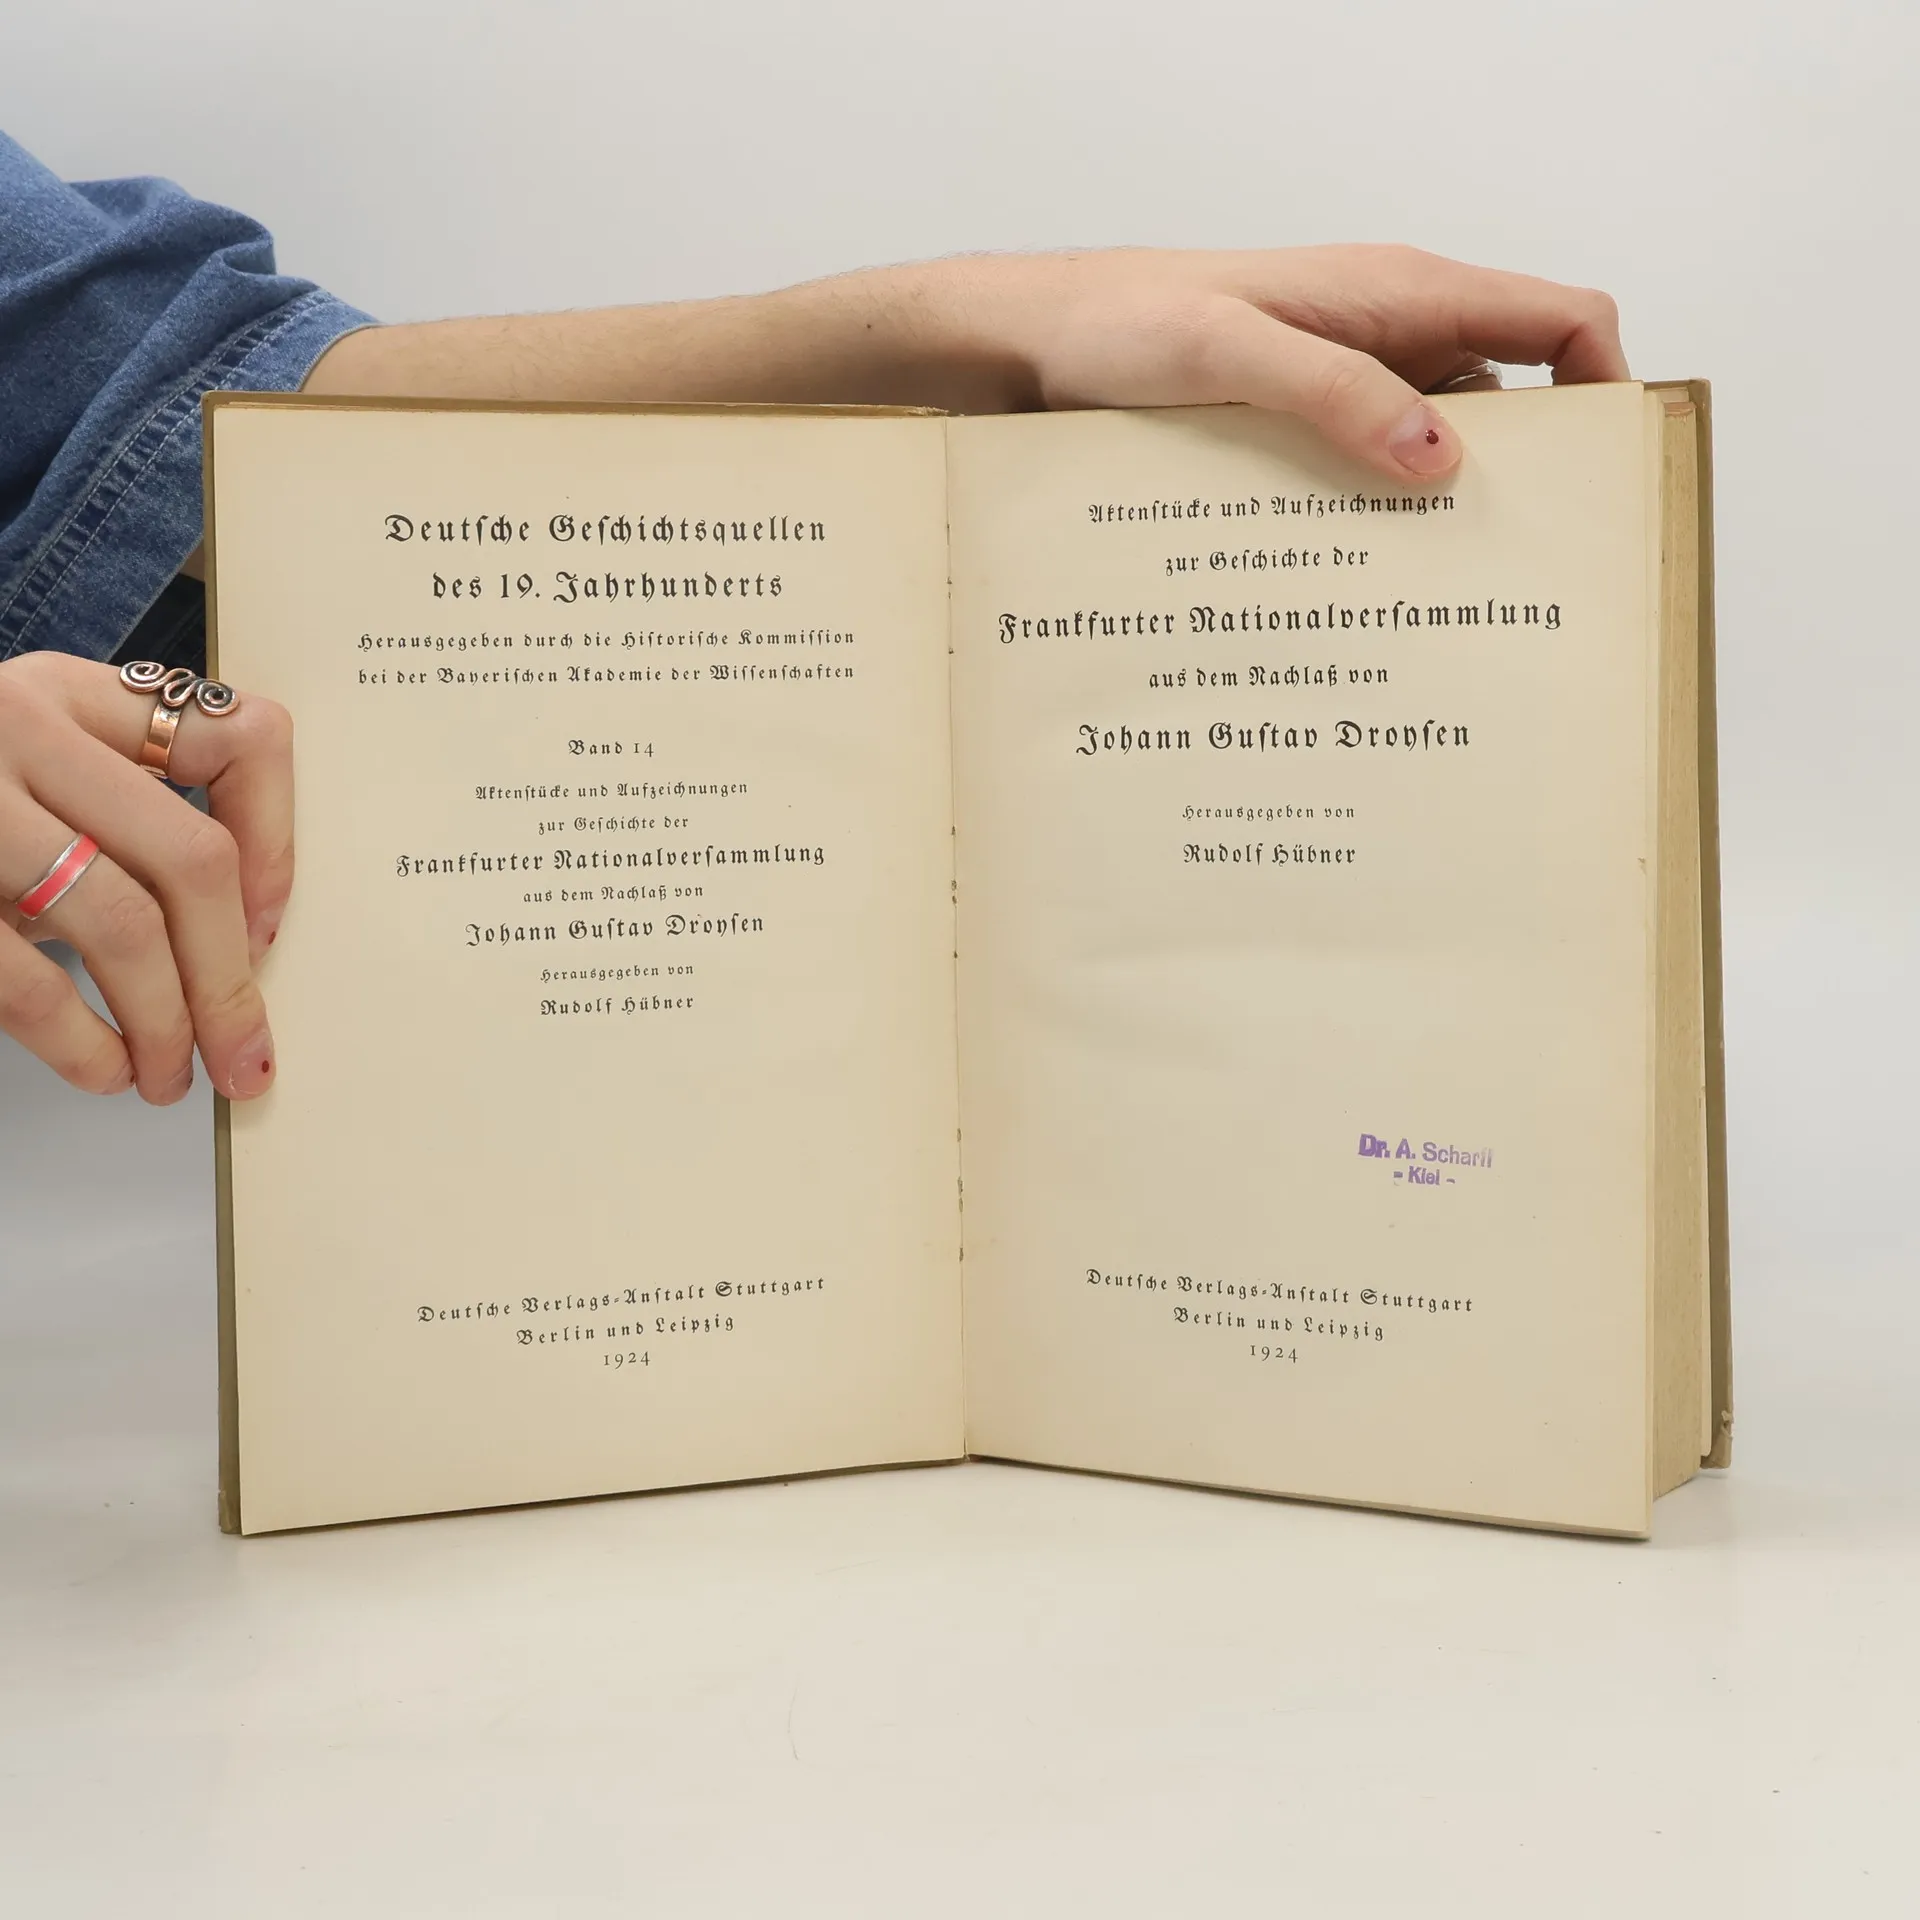 Deutſche Geſchichtsquellen
des 19. Jahrhunderts
Herausgegeben durch die Hiſtoriſche Kommiſſion
bei der Bayeriſchen Akademie der Wiſſenſchaften
Band 14
Aktenſtücke und Aufzeichnungen
zur Geſchichte der
Frankfurter Nationalverſammlung
aus dem Nachlaß von
Johann Guſtav Droyſen
Herausgegeben von
Rudolf Hübner
Deutſche Verlags-Anſtalt Stuttgart
Berlin und Leipzig
1924
Aktenſtücke und Aufzeichnungen
zur Geſchichte der
Frankfurter Nationalverſammlung
aus dem Nachlaß von
Johann Guſtav Droyſen
Herausgegeben von
Rudolf Hübner
Dr. A. Scharff
- Kiel -
Deutſche Verlags-Anſtalt Stuttgart
Berlin und Leipzig
1924